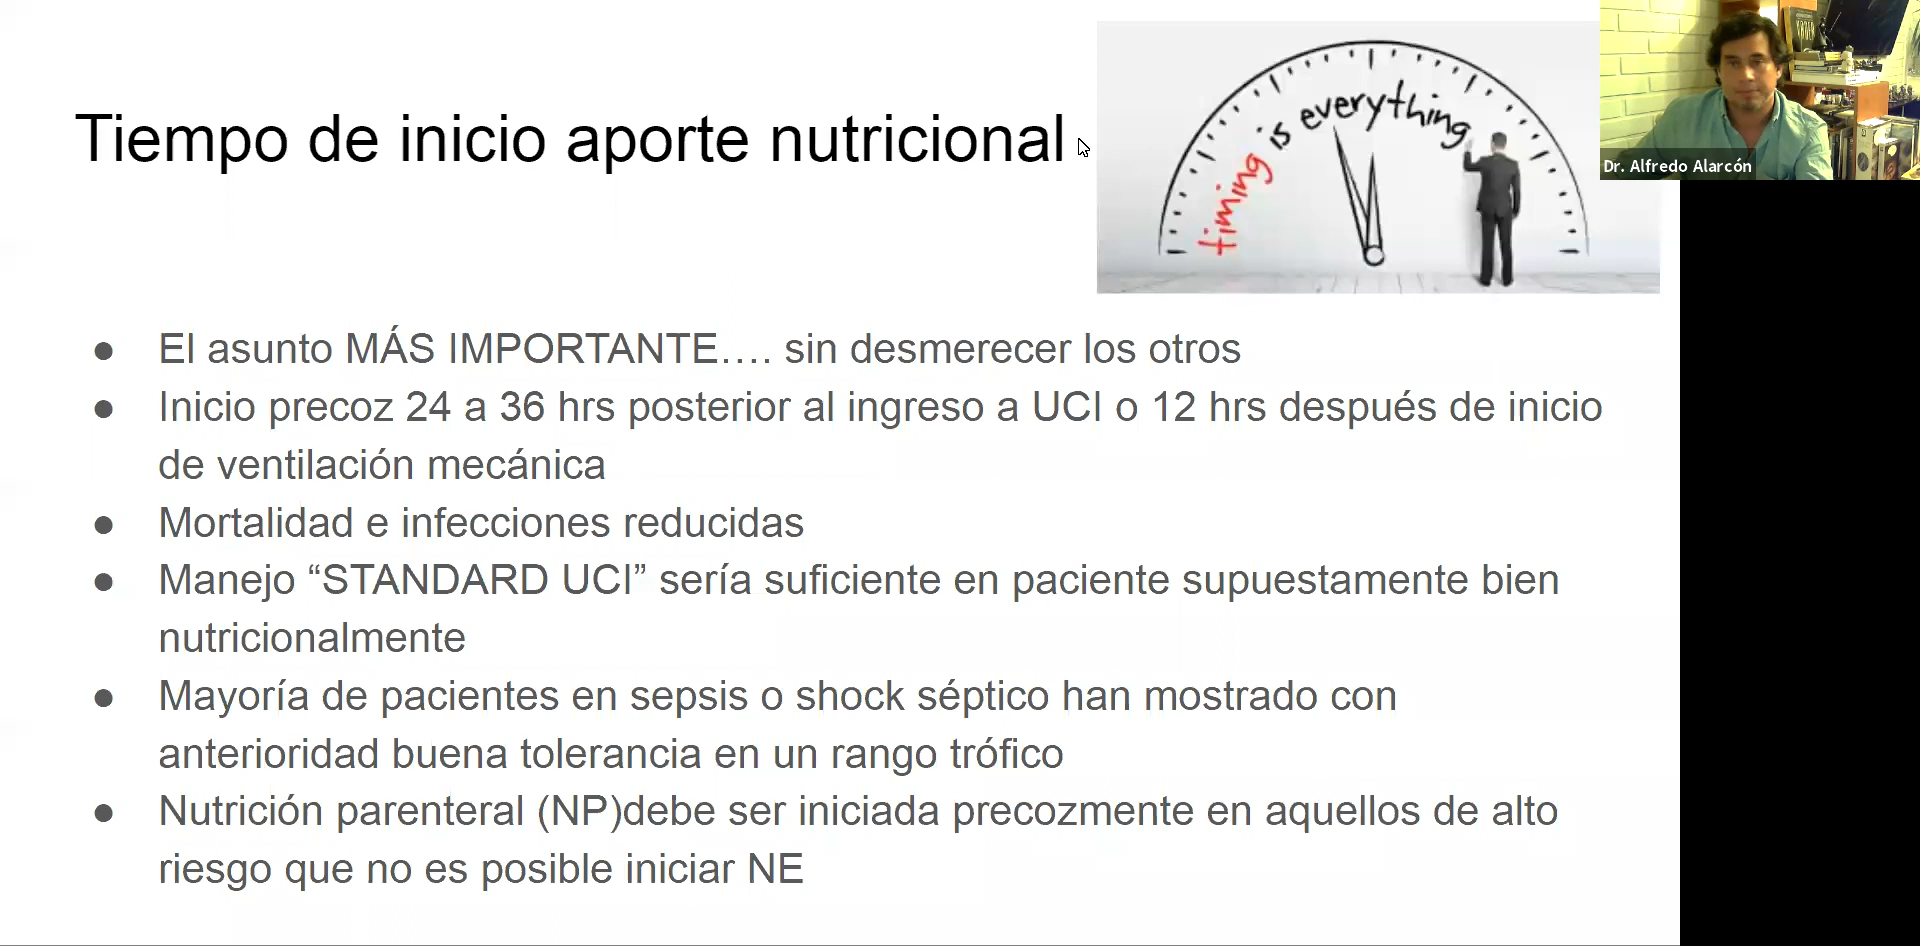 Tiempo de inicio aporte nutricional
timing is everything
Dr. Alfredo Alarcón
● El asunto MÁS IMPORTANTE.... sin desmerecer los otros
● Inicio precoz 24 a 36 hrs posterior al ingreso a UCI o 12 hrs después de inicio
de ventilación mecánica
● Mortalidad e infecciones reducidas
● Manejo “STANDARD UCI” sería suficiente en paciente supuestamente bien
nutricionalmente
● Mayoría de pacientes en sepsis o shock séptico han mostrado con
anterioridad buena tolerancia en un rango trófico
● Nutrición parenteral (NP)debe ser iniciada precozmente en aquellos de alto
riesgo que no es posible iniciar NE